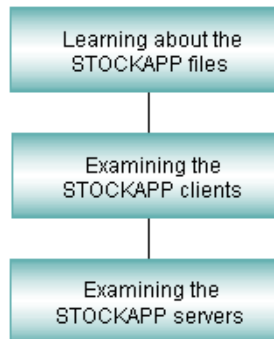 Learning about the
STOCKAPP files
Examining the
STOCKAPP clients
Examining the
STOCKAPP servers